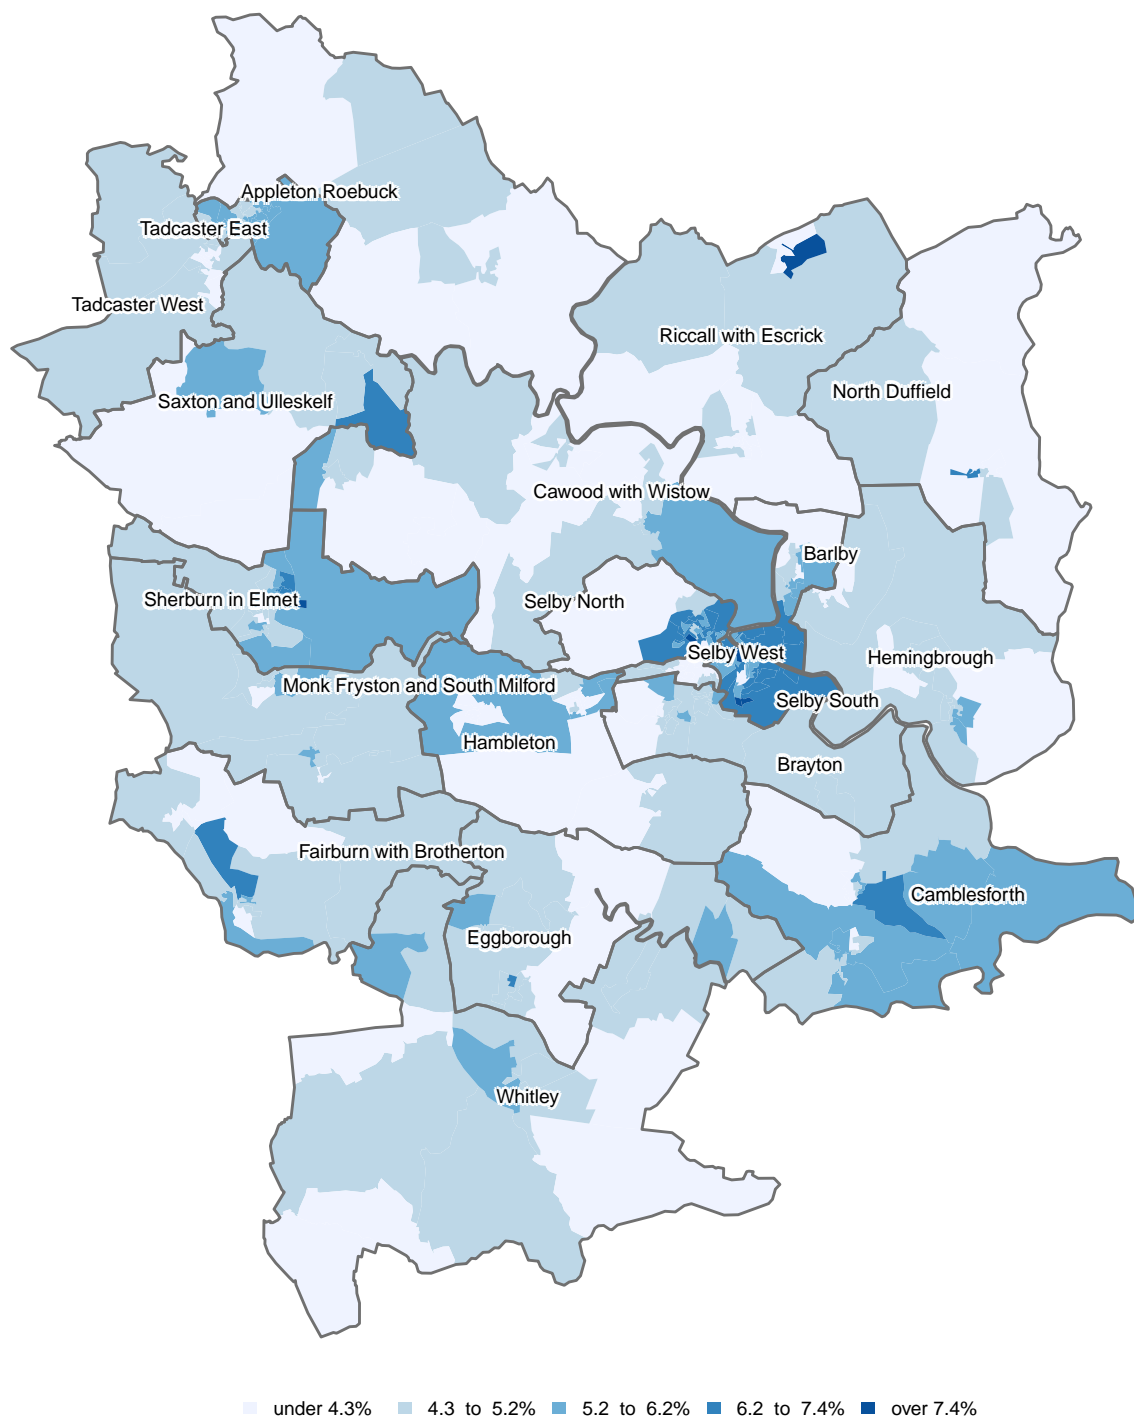 Appleton Roebuck
Tadcaster East
Tadcaster West
Riccall with Escrick
North Duffield
Saxton and Ulleskelf
Cawood with Wistow
Barlby
Sherburn in Elmet
Selby North
Selby West
Hemingbrough
Monk Fryston and South Milford
Selby South
Hambleton
Brayton
Fairburn with Brotherton
Camblesforth
Eggborough
Whitley
under 4.3% 4.3 to 5.2% 5.2 to 6.2% 6.2 to 7.4% over 7.4%